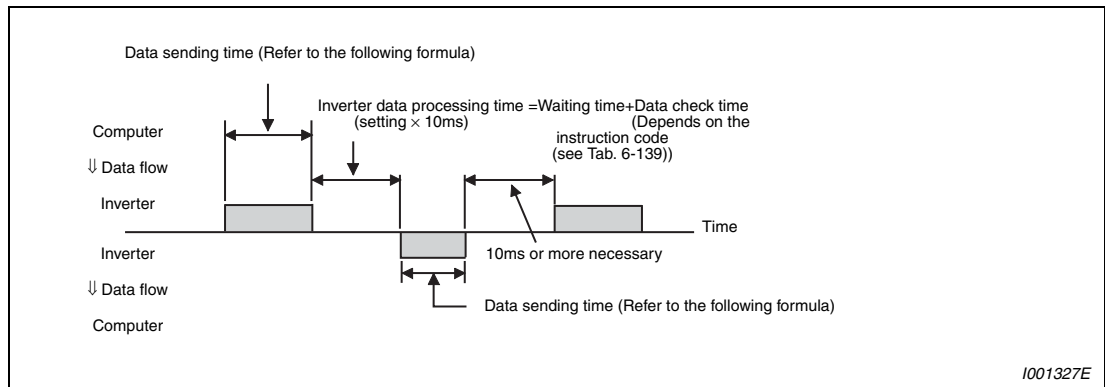 Data sending time (Refer to the following formula)
Inverter data processing time =Waiting time+Data check time
(setting × 10ms)
(Depends on the
instruction code
(see Tab. 6-139))
Computer
⇓ Data flow
Inverter
Time
Inverter
10ms or more necessary
⇓ Data flow
Data sending time (Refer to the following formula)
Computer
I001327E